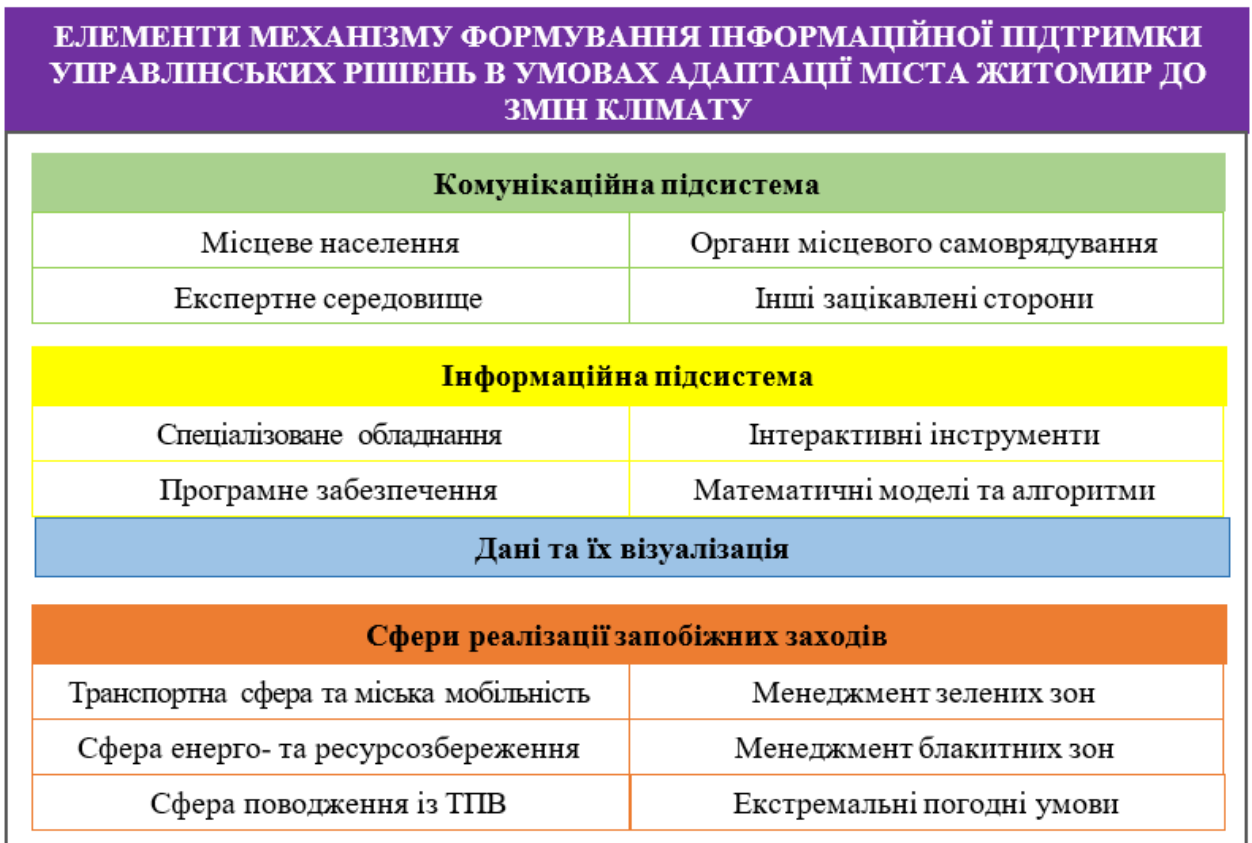 ЕЛЕМЕНТИ МЕХАНІЗМУ ФОРМУВАННЯ ІНФОРМАЦІЙНОЇ ПІДТРИМКИ
УПРАВЛІНСЬКИХ РІШЕНЬ В УМОВАХ АДАПТАЦІЇ МІСТА ЖИТОМИР ДО
ЗМІН КЛІМАТУ
Комунікаційна підсистема
Місцеве населення
Органи місцевого самоврядування
Експертне середовище
Інші зацікавлені сторони
Інформаційна підсистема
Спеціалізоване обладнання
Інтерактивні інструменти
Програмне забезпечення
Математичні моделі та алгоритми
Дані та їх візуалізація
Сфери реалізації запобіжних заходів
Транспортна сфера та міська мобільність
Менеджмент зелених зон
Сфера енерго- та ресурсозбереження
Менеджмент блакитних зон
Сфера поводження із ТПВ
Екстремальні погодні умови